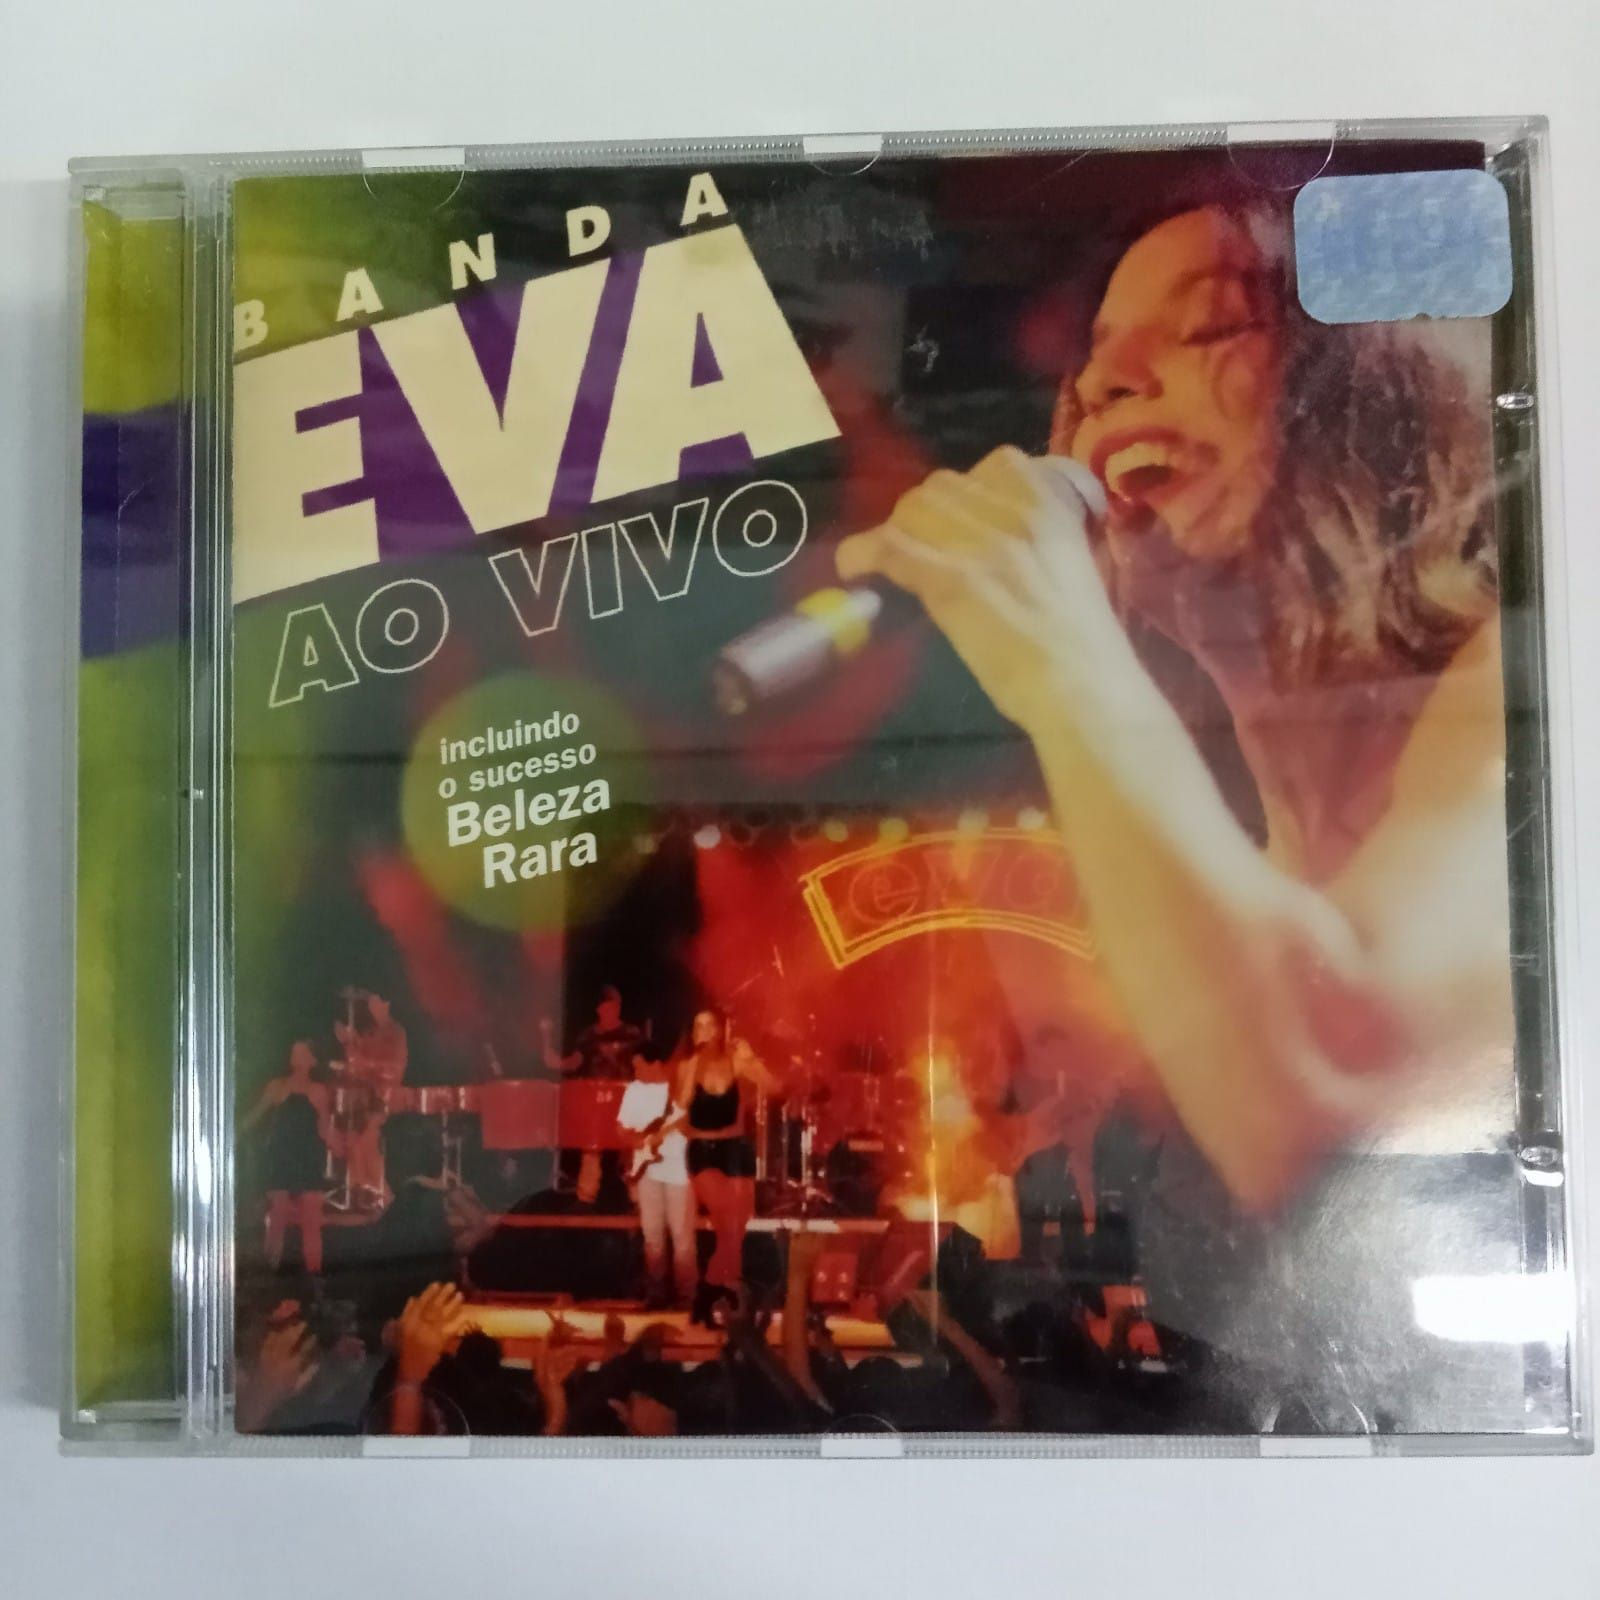 BANDA
EVA
AO VIVO
incluindo
o sucesso
Beleza
Rara
eva